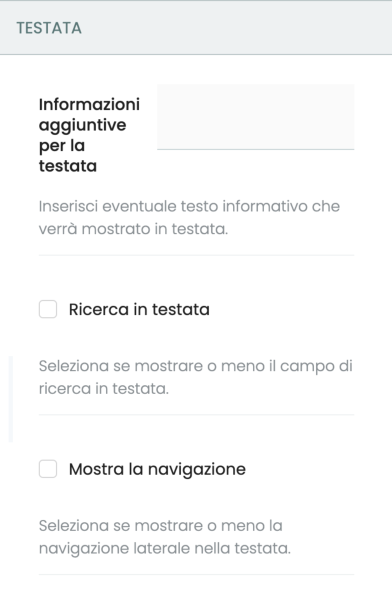 TESTATA
Informazioni
aggiuntive
per la
testata
Inserisci eventuale testo informativo che
verrà mostrato in testata.
Ricerca in testata
Seleziona se mostrare o meno il campo di
ricerca in testata.
Mostra la navigazione
Seleziona se mostrare o meno la
navigazione laterale nella testata.